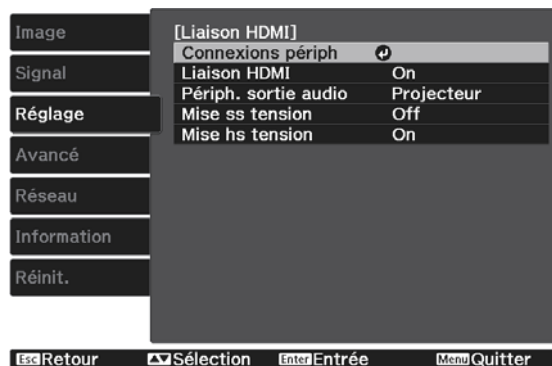 Image
Signal
Réglage
Avancé
Réseau
Information
Réinit.
[Liaison HDMI]
Connexions périph
Liaison HDMI On
Périph. sortie audio Projecteur
Mise ss tension Off
Mise hs tension On
Esc Retour Sélection Enter Entrée Menu Quitter